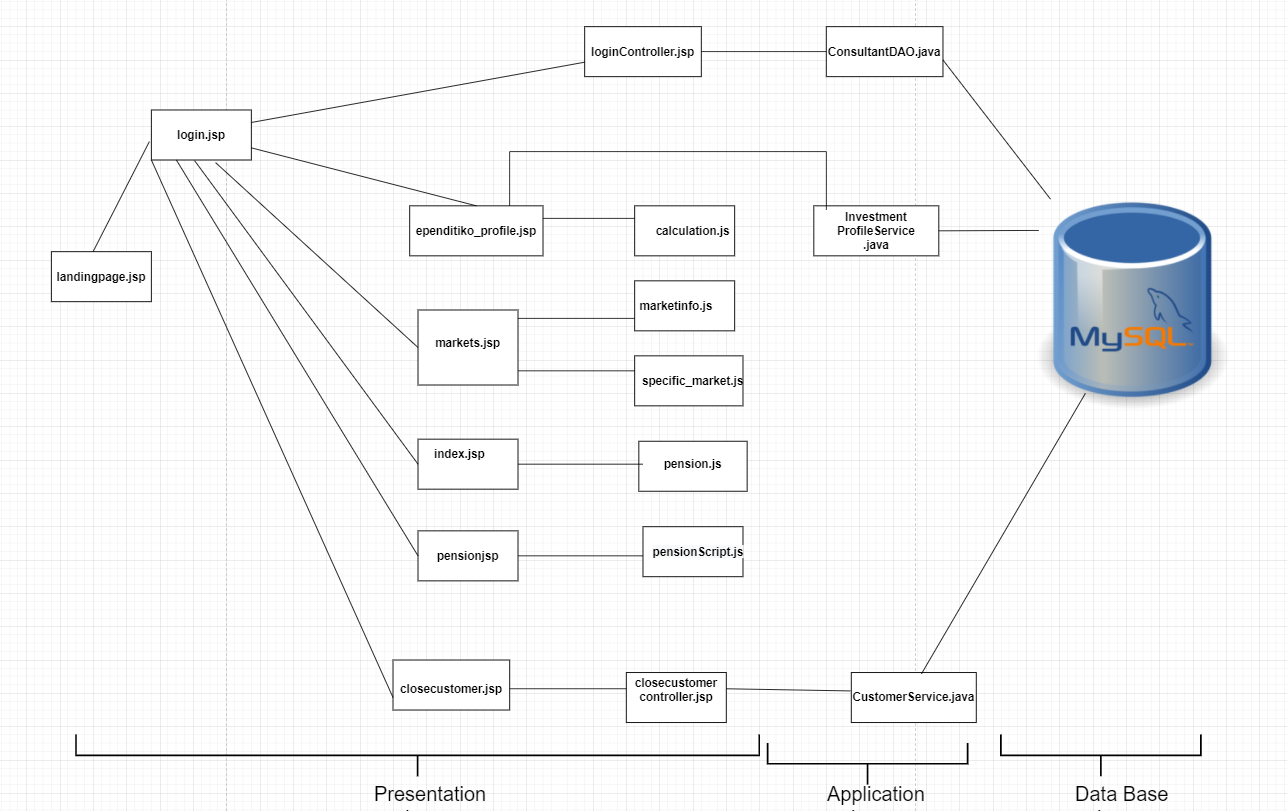 loginController.jsp
ConsultantDAO.java
login.jsp
ependitiko_profile.jsp
calculation.js
Investment
ProfileService
.java
landingpage.jsp
marketinfo.js
markets.jsp
MySQL
specific_market.js
index.jsp
pension.js
pensionjsp
pensionScript.js
closecustomer.jsp
closecustomer
controller.jsp
CustomerService.java
Presentation
Application
Data Base